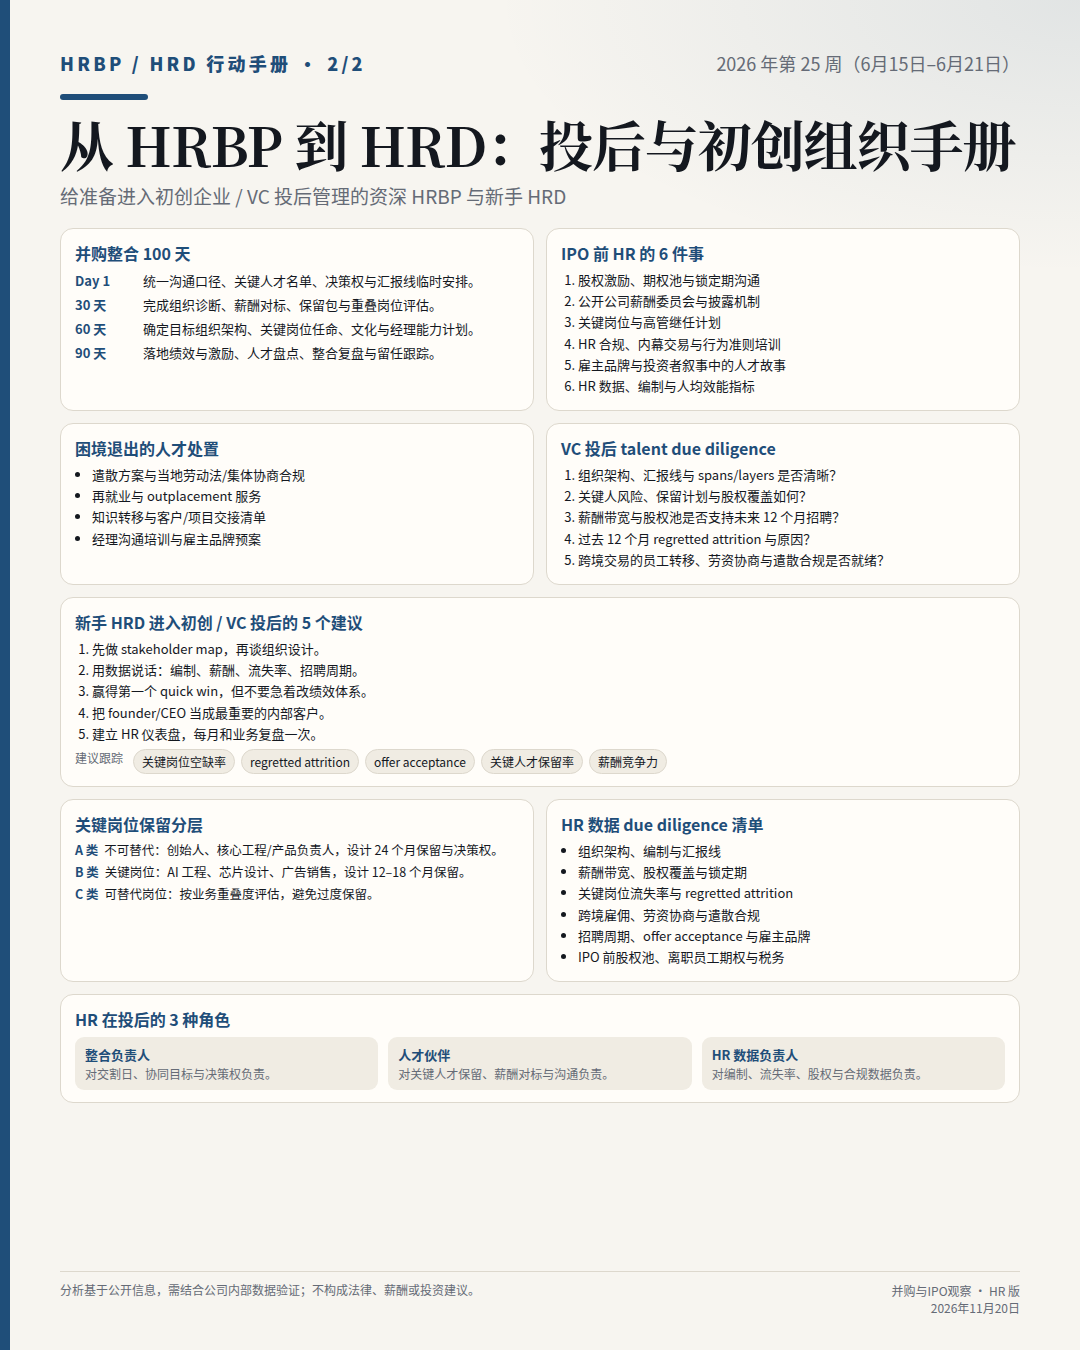 HRBP / HRD 行动手册 · 2/2
2026 年第 25 周（6月15日–6月21日）
从 HRBP 到 HRD：投后与初创组织手册
给准备进入初创企业 / VC 投后管理的资深 HRBP 与新手 HRD
并购整合 100 天
Day 1 统一沟通口径、关键人才名单、决策权与汇报线临时安排。
30 天 完成组织诊断、薪酬对标、保留包与重叠岗位评估。
60 天 确定目标组织架构、关键岗位任命、文化与经理能力计划。
90 天 落地绩效与激励、人才盘点、整合复盘与留任跟踪。
IPO 前 HR 的 6 件事
1. 股权激励、期权池与锁定期沟通
2. 公开公司薪酬委员会与披露机制
3. 关键岗位与高管继任计划
4. HR 合规、内幕交易与行为准则培训
5. 雇主品牌与投资者叙事中的人才故事
6. HR 数据、编制与人均效能指标
困境退出的人才处置
• 遣散方案与当地劳动法/集体协商合规
• 再就业与 outplacement 服务
• 知识转移与客户/项目交接清单
• 经理沟通培训与雇主品牌预案
VC 投后 talent due diligence
1. 组织架构、汇报线与 spans/layers 是否清晰？
2. 关键人风险、保留计划与股权覆盖如何？
3. 薪酬带宽与股权池是否支持未来 12 个月招聘？
4. 过去 12 个月 regretted attrition 与原因？
5. 跨境交易的员工转移、劳资协商与遣散合规是否就绪？
新手 HRD 进入初创 / VC 投后的 5 个建议
1. 先做 stakeholder map，再谈组织设计。
2. 用数据说话：编制、薪酬、流失率、招聘周期。
3. 赢得第一个 quick win，但不要急着改绩效体系。
4. 把 founder/CEO 当成最重要的内部客户。
5. 建立 HR 仪表盘，每月和业务复盘一次。
建议跟踪 关键岗位空缺率 regretted attrition offer acceptance 关键人才保留率 薪酬竞争力
关键岗位保留分层
A 类 不可替代：创始人、核心工程/产品负责人，设计 24 个月保留与决策权。
B 类 关键岗位：AI 工程、芯片设计、广告销售，设计 12–18 个月保留。
C 类 可替代岗位：按业务重叠度评估，避免过度保留。
HR 数据 due diligence 清单
• 组织架构、编制与汇报线
• 薪酬带宽、股权覆盖与锁定期
• 关键岗位流失率与 regretted attrition
• 跨境雇佣、劳资协商与遣散合规
• 招聘周期、offer acceptance 与雇主品牌
• IPO 前股权池、离职员工期权与税务
HR 在投后的 3 种角色
整合负责人
对交割日、协同目标与决策权负责。
人才伙伴
对关键人才保留、薪酬对标与沟通负责。
HR 数据负责人
对编制、流失率、股权与合规数据负责。
分析基于公开信息，需结合公司内部数据验证；不构成法律、薪酬或投资建议。
并购与IPO观察 · HR 版
2026年11月20日